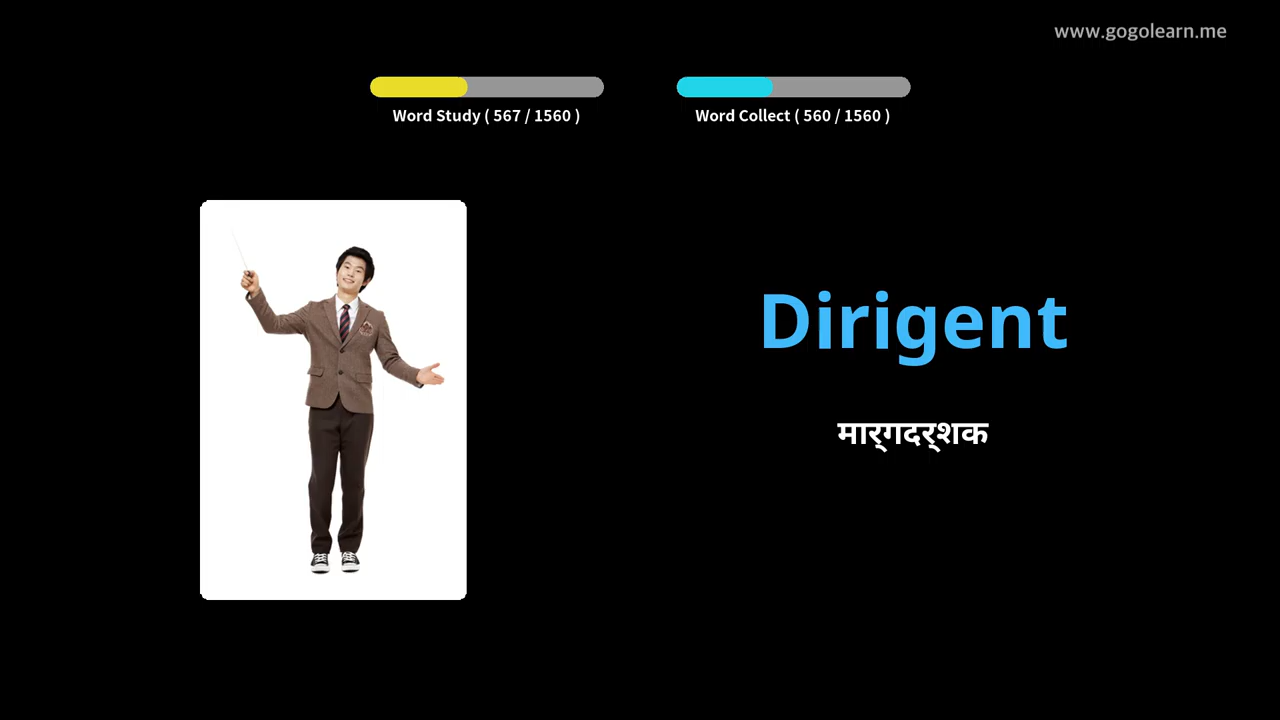 www.gogolearn.me
Word Study ( 567 / 1560 )
Word Collect ( 560 / 1560 )
Dirigent
मार्गदर्शक